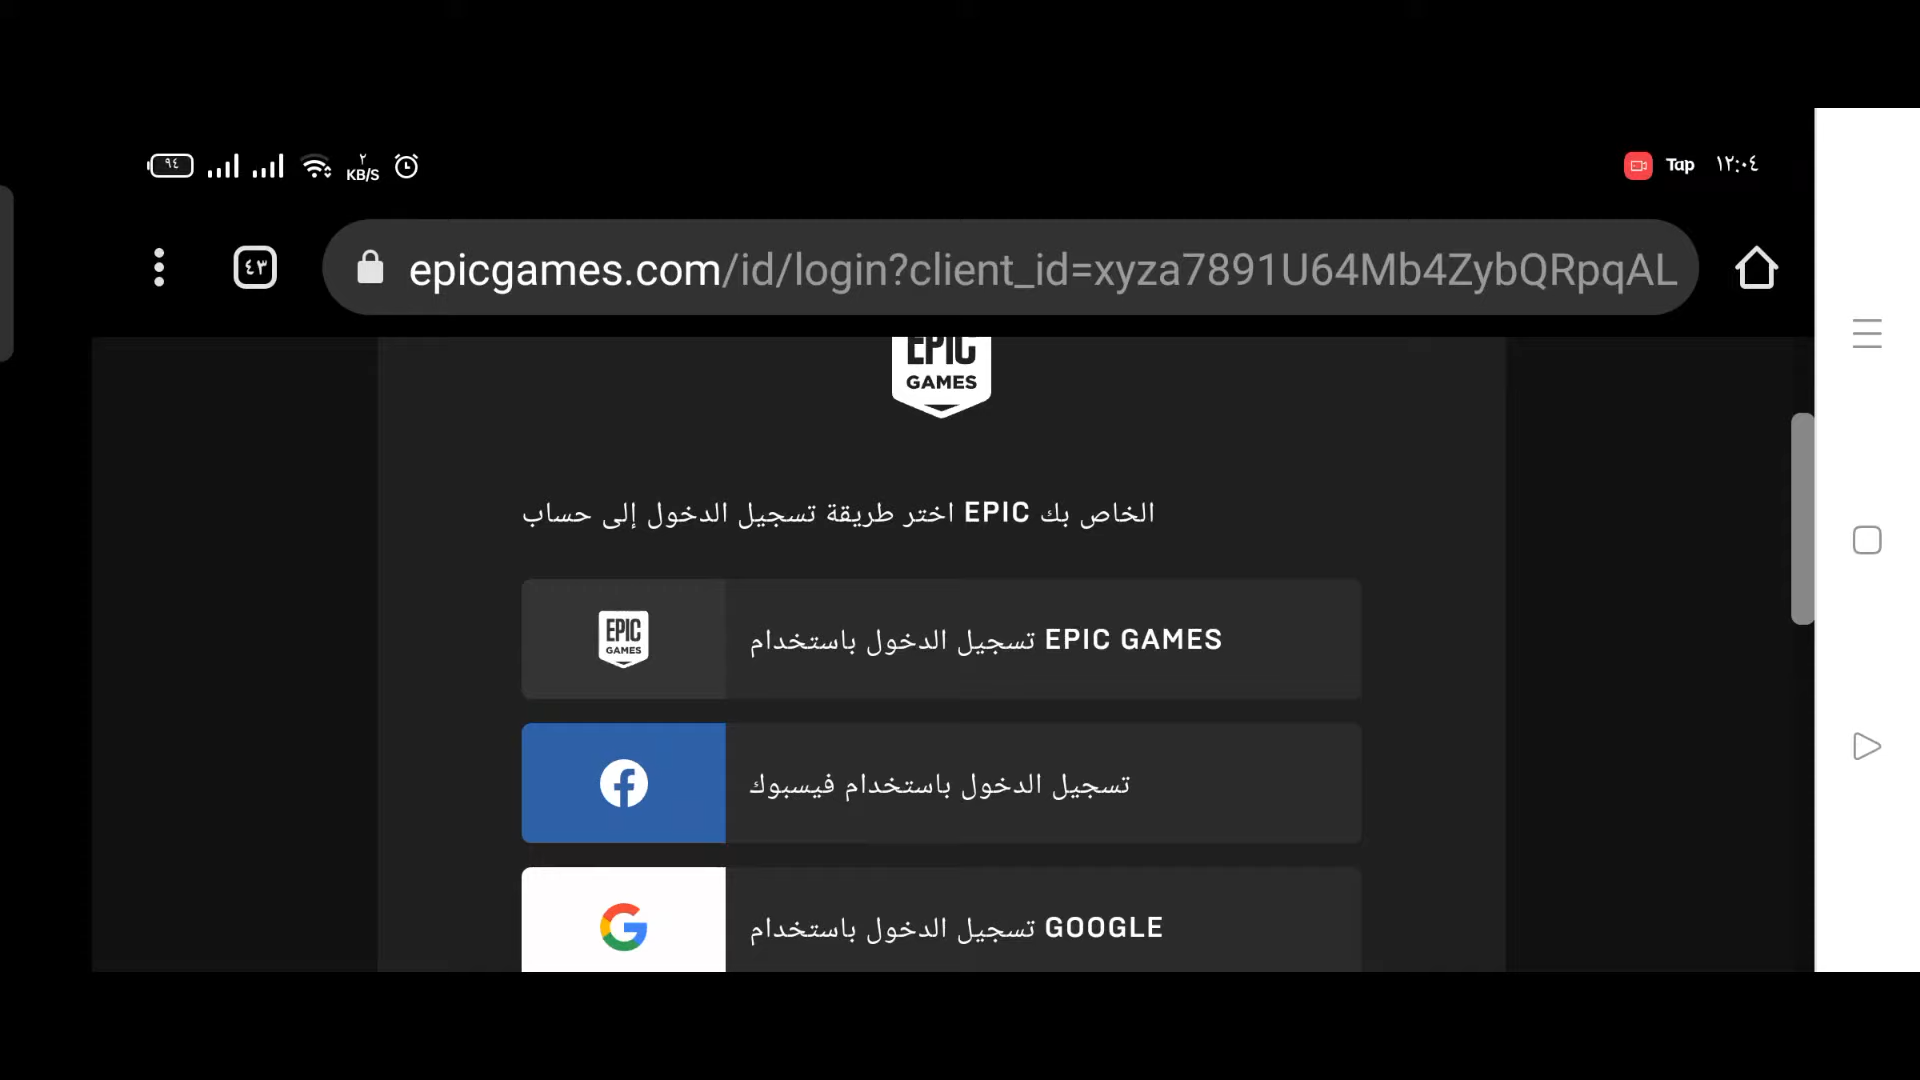 ٩٤
٢
KB/S
Tap
١٢:٠٤
٤٣
epicgames.com/id/login?client_id=xyza7891U64Mb4ZybQRpqAL
EPIC
GAMES
اختر طريقة تسجيل الدخول إلى حساب EPIC الخاص بك
EPIC
GAMES
تسجيل الدخول باستخدام EPIC GAMES
تسجيل الدخول باستخدام فيسبوك
تسجيل الدخول باستخدام GOOGLE